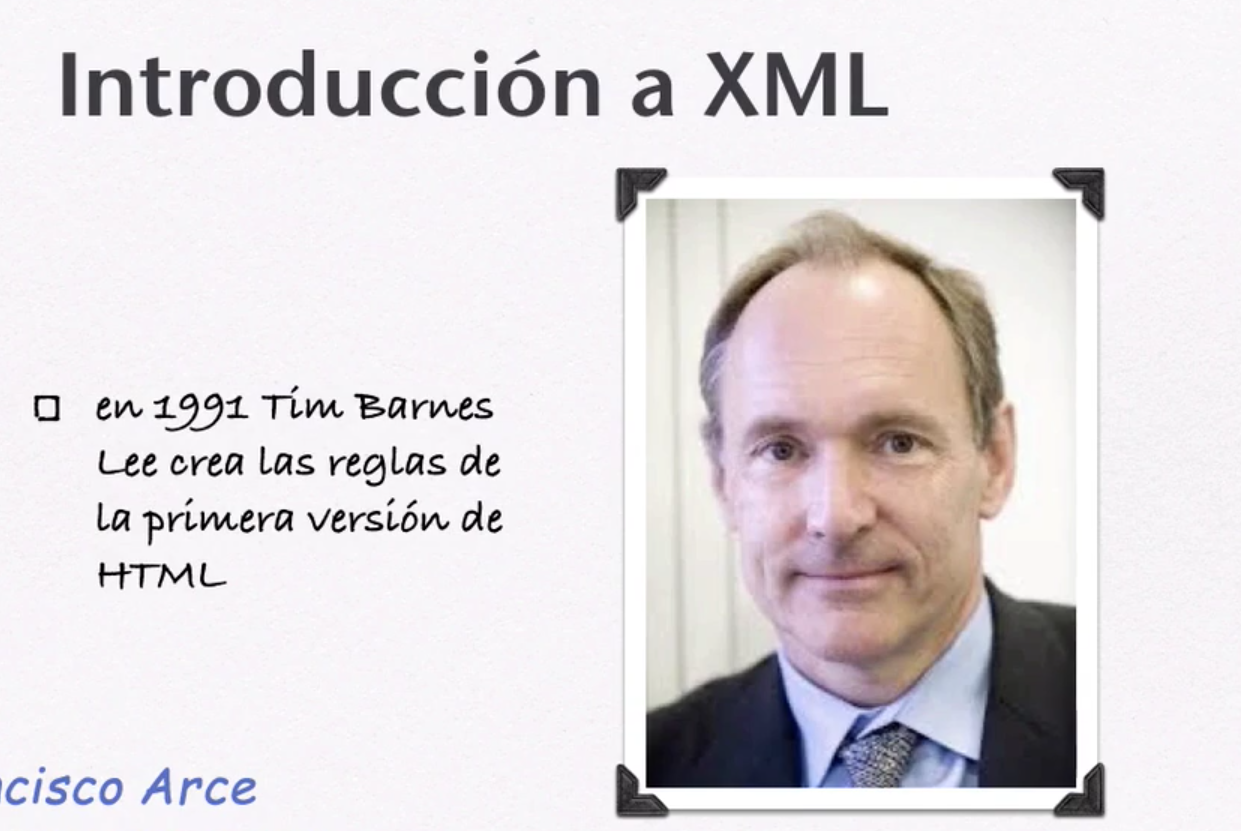 Introducción a XML
en 1991 Tim Barnes
Lee crea las reglas de
la primera versión de
HTML
ncisco Arce